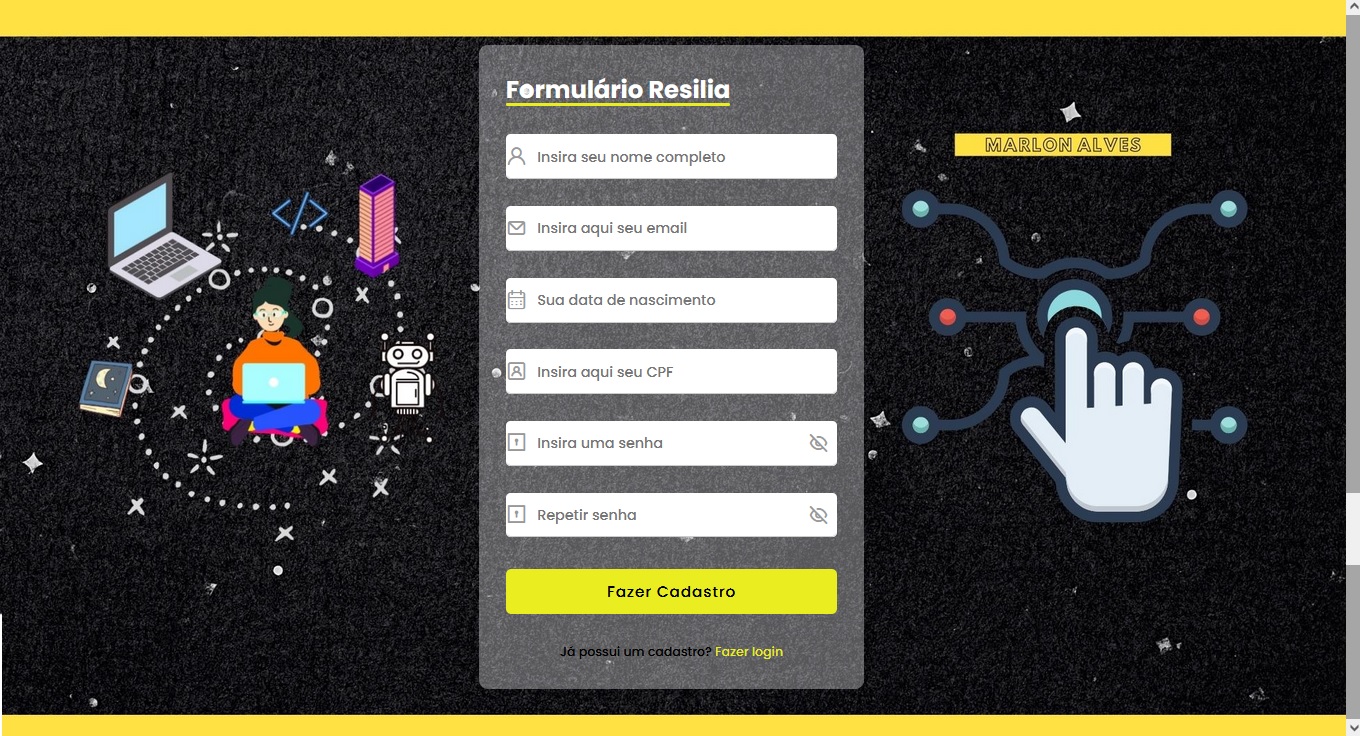 Formulário Resilia
Insira seu nome completo
Insira aqui seu email
Sua data de nascimento
Insira aqui seu CPF
Insira uma senha
Repetir senha
Fazer Cadastro
Já possui um cadastro? Fazer login
MARLON ALVES